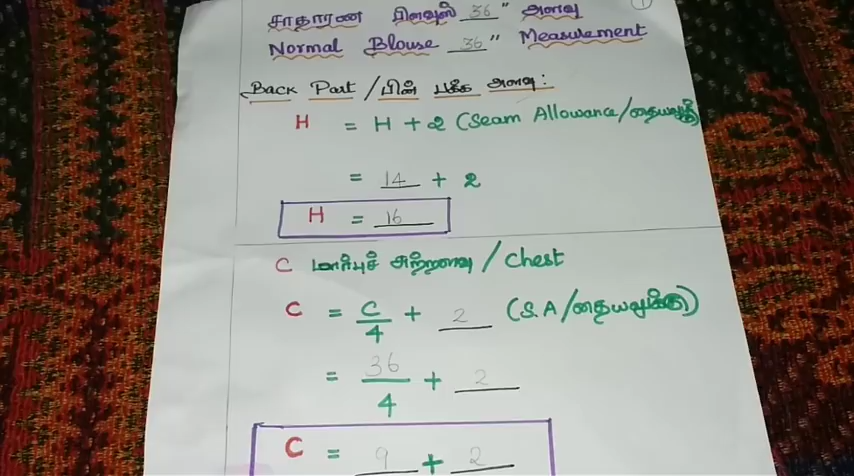 ①
சாதாரண பிளவுஸ் 36" அளவு
Normal Blouse 36" Measurement
Back Part / பின் பக்க அளவு :
H = H + 2 (Seam Allowance/தையலுக்கு
= 14 + 2
H = 16
C மார்புச் சுற்றளவு / Chest
C = C/4 + 2 (S.A/தையலுக்கு)
= 36/4 + 2
C = 9 + 2